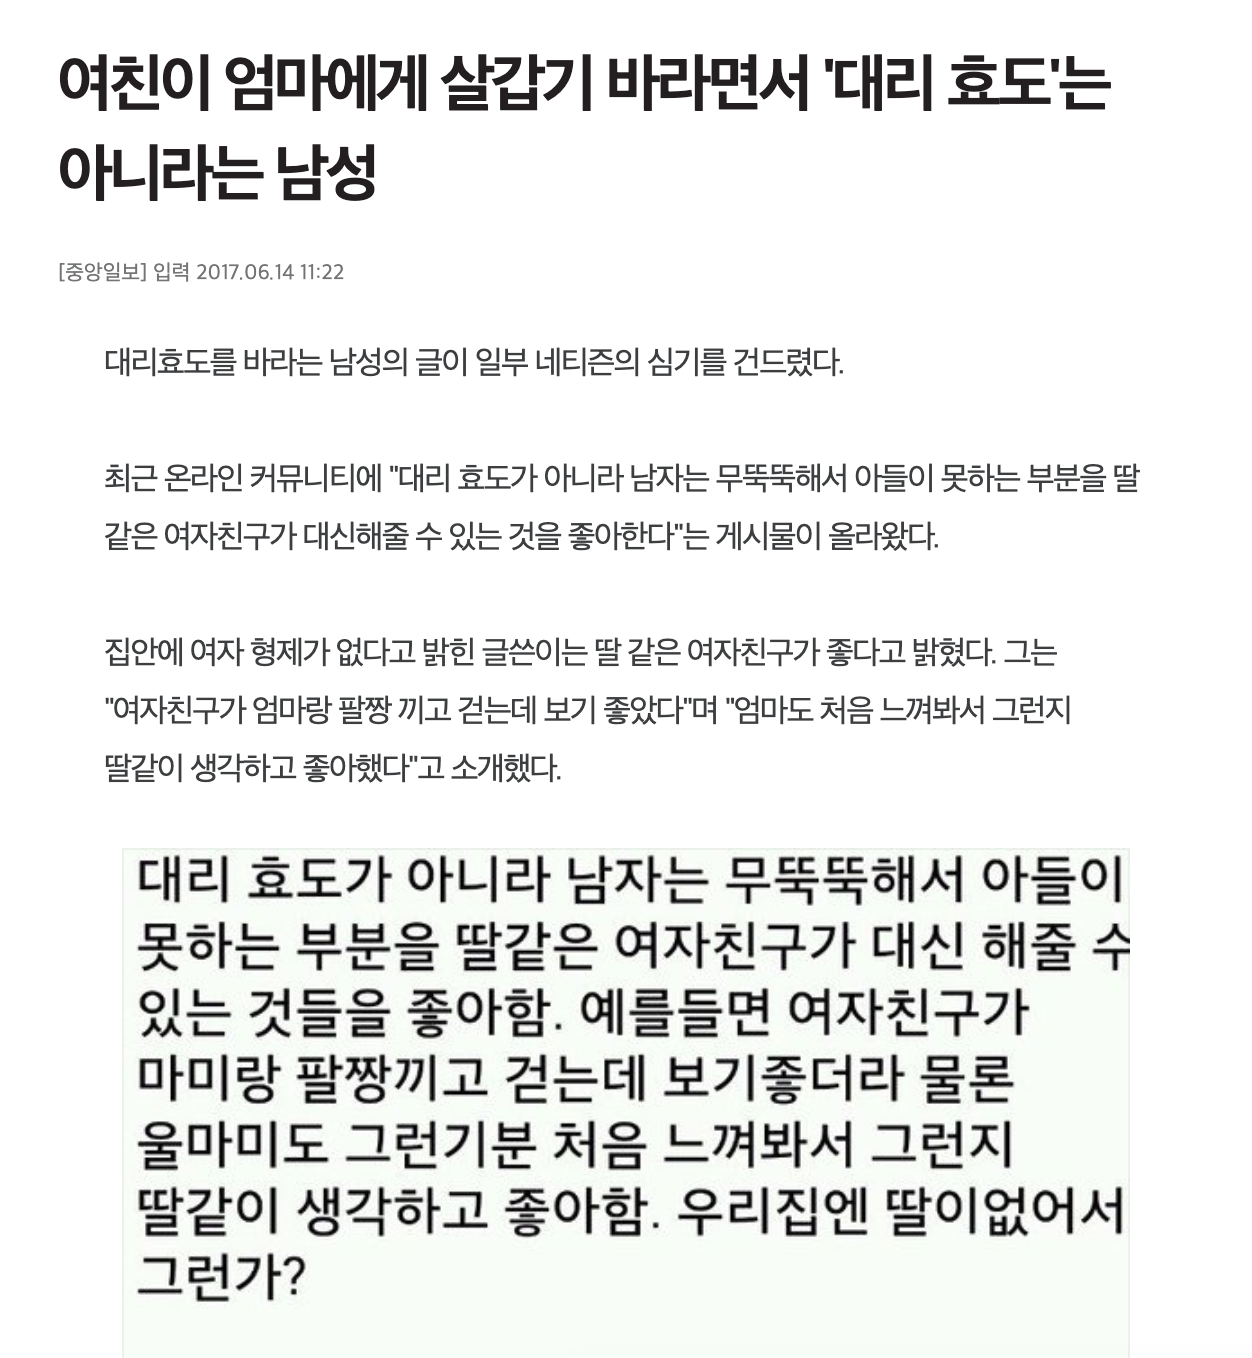 여친이 엄마에게 살갑기 바라면서 '대리 효도'는
아니라는 남성
[중앙일보] 입력 2017.06.14 11:22
대리효도를 바라는 남성의 글이 일부 네티즌의 심기를 건드렸다.
최근 온라인 커뮤니티에 "대리 효도가 아니라 남자는 무뚝뚝해서 아들이 못하는 부분을 딸
같은 여자친구가 대신해줄 수 있는 것을 좋아한다"는 게시물이 올라왔다.
집안에 여자 형제가 없다고 밝힌 글쓴이는 딸 같은 여자친구가 좋다고 밝혔다. 그는
"여자친구가 엄마랑 팔짱 끼고 걷는데 보기 좋았다"며 "엄마도 처음 느껴봐서 그런지
딸같이 생각하고 좋아했다"고 소개했다.
대리 효도가 아니라 남자는 무뚝뚝해서 아들이
못하는 부분을 딸같은 여자친구가 대신 해줄 수
있는 것들을 좋아함. 예를들면 여자친구가
마미랑 팔짱끼고 걷는데 보기좋더라 물론
울마미도 그런기분 처음 느껴봐서 그런지
딸같이 생각하고 좋아함. 우리집엔 딸이없어서
그런가?